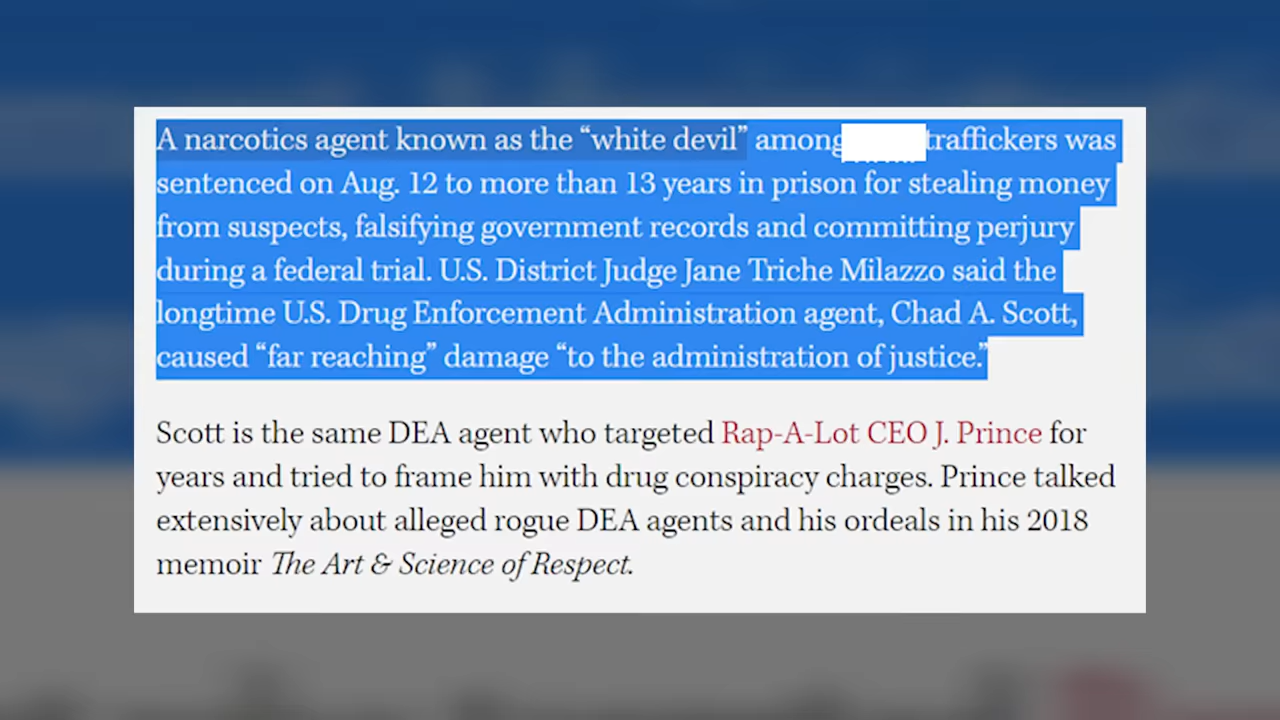 A narcotics agent known as the “white devil” among traffickers was
sentenced on Aug. 12 to more than 13 years in prison for stealing money
from suspects, falsifying government records and committing perjury
during a federal trial. U.S. District Judge Jane Triche Milazzo said the
longtime U.S. Drug Enforcement Administration agent, Chad A. Scott,
caused “far reaching” damage “to the administration of justice.”
Scott is the same DEA agent who targeted Rap-A-Lot CEO J. Prince for
years and tried to frame him with drug conspiracy charges. Prince talked
extensively about alleged rogue DEA agents and his ordeals in his 2018
memoir The Art & Science of Respect.